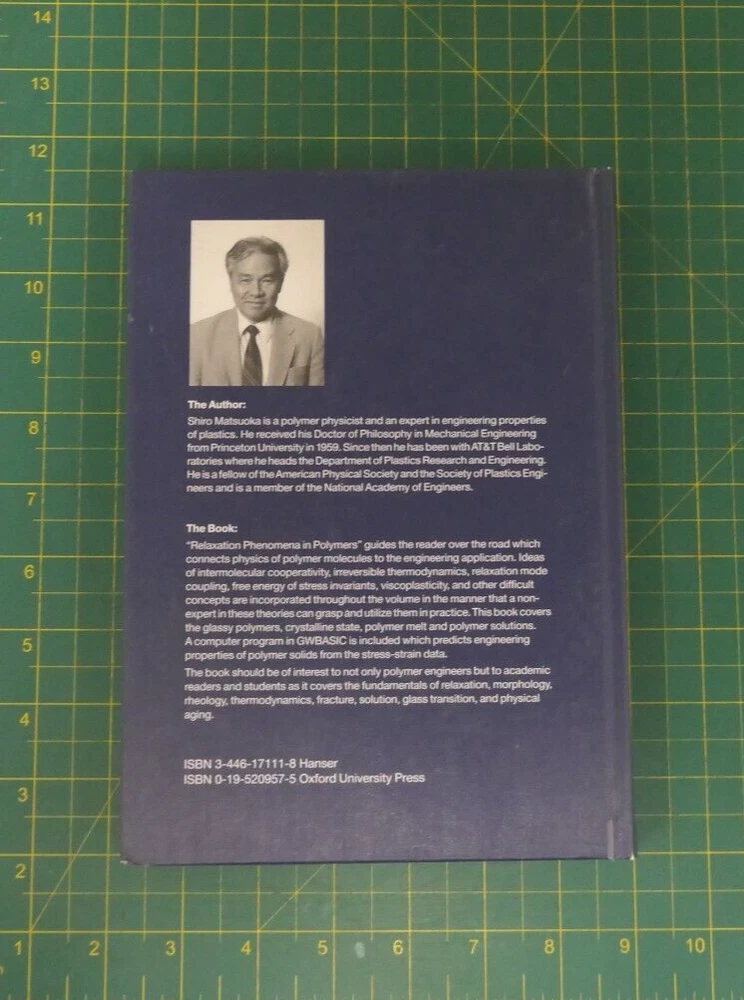 14
13
12
11
10
9
8
7
6
5
4
3
2
The Author:
Shiro Matsuoka is a polymer physicist and an expert in engineering properties
of plastics. He received his Doctor of Philosophy in Mechanical Engineering
from Princeton University in 1959. Since then he has been with AT&T Bell Labo-
ratories where he heads the Department of Plastics Research and Engineering.
He is a fellow of the American Physical Society and the Society of Plastics Engi-
neers and is a member of the National Academy of Engineers.
The Book:
"Relaxation Phenomena in Polymers" guides the reader over the road which
connects physics of polymer molecules to the engineering application. Ideas
of intermolecular cooperativity, irreversible thermodynamics, relaxation mode
coupling, free energy of stress invariants, viscoplasticity, and other difficult
concepts are incorporated throughout the volume in the manner that a non-
expert in these theories can grasp and utilize them in practice. This book covers
the glassy polymers, crystalline state, polymer melt and polymer solutions.
A computer program in GWBASIC is included which predicts engineering
properties of polymer solids from the stress-strain data.
The book should be of interest to not only polymer engineers but to academic
readers and students as it covers the fundamentals of relaxation, morphology,
rheology, thermodynamics, fracture, solution, glass transition, and physical
aging.
ISBN 3-446-17111-8 Hanser
ISBN 0-19-520957-5 Oxford University Press
1 2 3 4 5 6 7 8 9 10